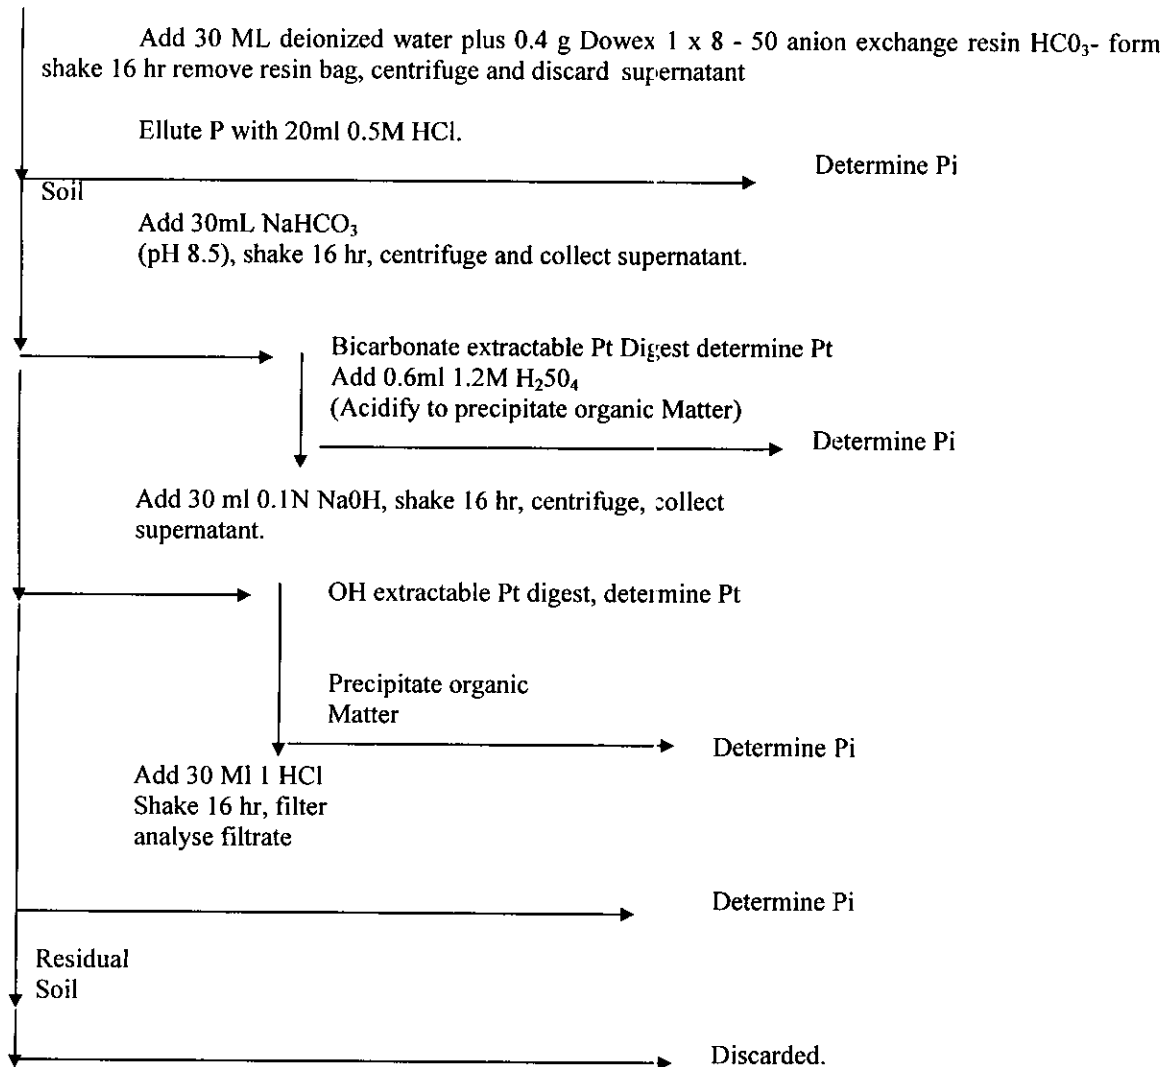 Add 30 ML deionized water plus 0.4 g Dowex 1 x 8 - 50 anion exchange resin HC0₃- form
shake 16 hr remove resin bag, centrifuge and discard supernatant
Ellute P with 20ml 0.5M HCl.
Determine Pi
Soil
Add 30mL NaHCO₃
(pH 8.5), shake 16 hr, centrifuge and collect supernatant.
Bicarbonate extractable Pt Digest determine Pt
Add 0.6ml 1.2M H₂50₄
(Acidify to precipitate organic Matter)
Determine Pi
Add 30 ml 0.1N Na0H, shake 16 hr, centrifuge, collect
supernatant.
OH extractable Pt digest, determine Pt
Precipitate organic
Matter
Determine Pi
Add 30 Ml 1 HCl
Shake 16 hr, filter
analyse filtrate
Determine Pi
Residual
Soil
Discarded.